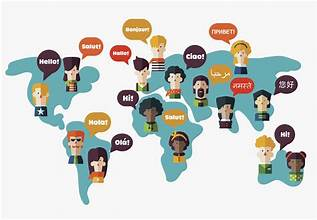 Hello!
Salut!
Bonjour!
Hallo!
ПРИВЕТ!
Ciao!
مرحبا
नमस्ते
您好
Hi!
Salut!
Hola!
Olá!
Hi!